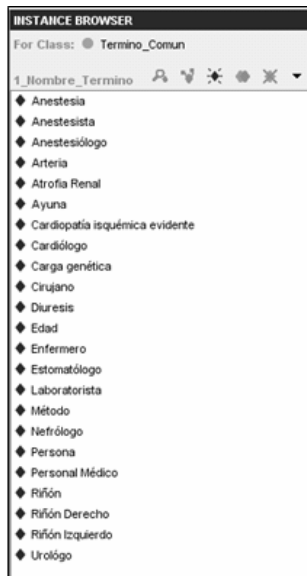 INSTANCE BROWSER
For Class: Termino_Comun
1_Nombre_Termino
Anestesia
Anestesista
Anestesiólogo
Arteria
Atrofia Renal
Ayuna
Cardiopatía isquémica evidente
Cardiólogo
Carga genética
Cirujano
Diuresis
Edad
Enfermero
Estomatólogo
Laboratorista
Método
Nefrólogo
Persona
Personal Médico
Riñón
Riñón Derecho
Riñón Izquierdo
Urológo